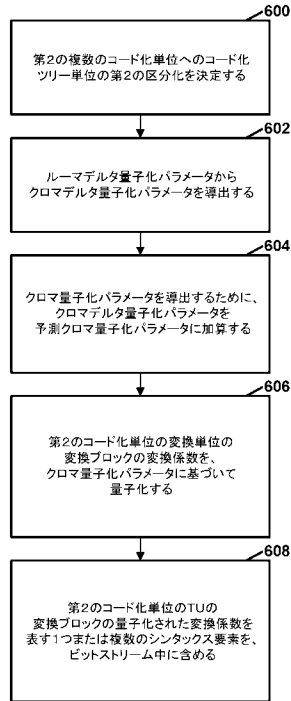 600
第2の複数のコード化単位へのコード化
ツリー単位の第2の区分化を決定する
602
ルーマデルタ量子化パラメータから
クロマデルタ量子化パラメータを導出する
604
クロマ量子化パラメータを導出するために、
クロマデルタ量子化パラメータを
予測クロマ量子化パラメータに加算する
606
第2のコード化単位の変換単位の
変換ブロックの変換係数を、
クロマ量子化パラメータに基づいて
量子化する
608
第2のコード化単位のTUの
変換ブロックの量子化された変換係数を
表す1つまたは複数のシンタックス要素を、
ビットストリーム中に含める